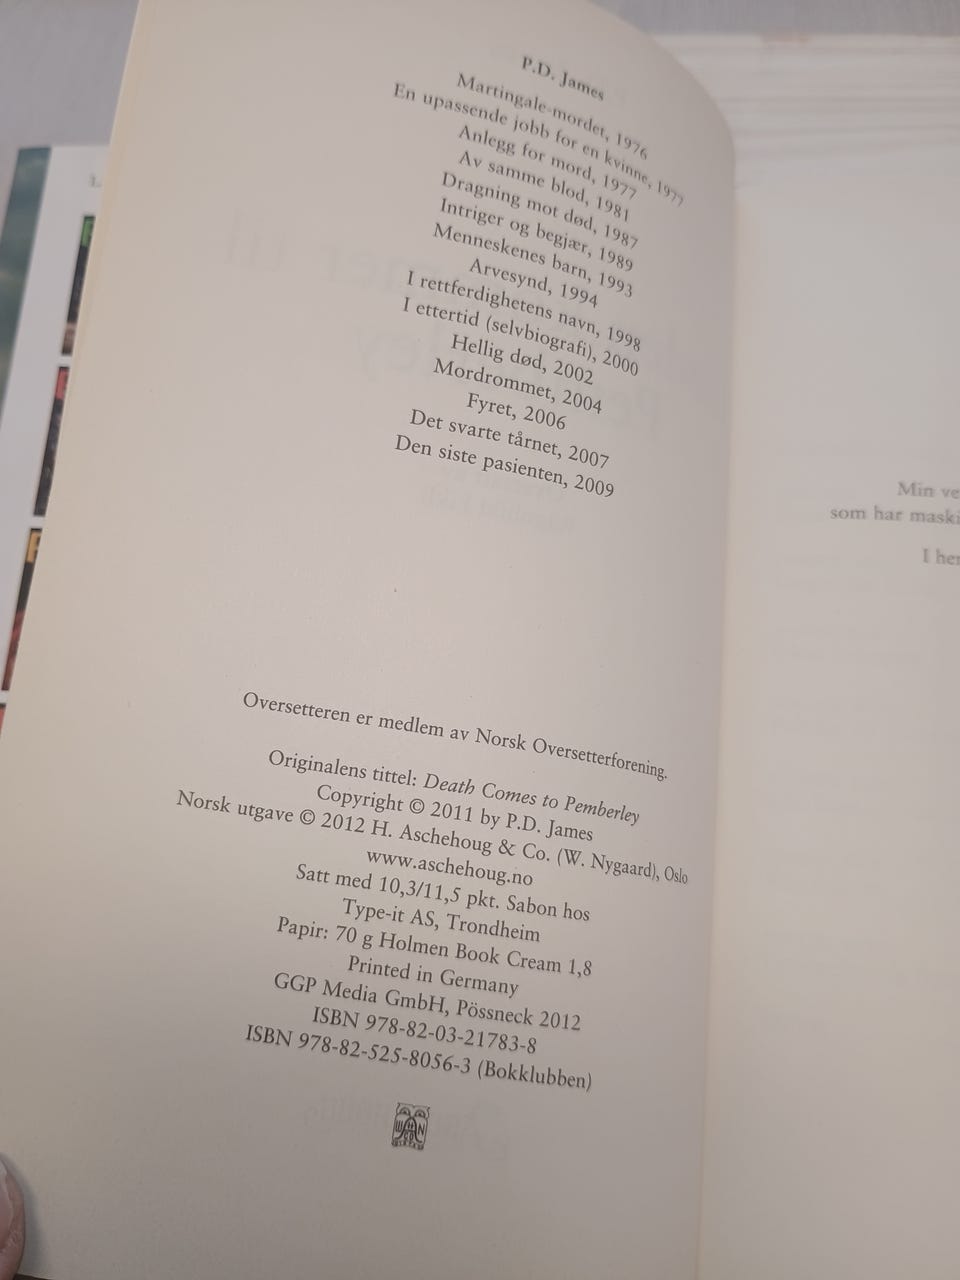 P.D. James
Martingale-mordet, 1976
En upassende jobb for en kvinne, 1977
Anlegg for mord, 1977
Av samme blod, 1981
Dragning mot død, 1987
Intriger og begjær, 1989
Menneskenes barn, 1993
Arvesynd, 1994
I rettferdighetens navn, 1998
I ettertid (selvbiografi), 2000
Hellig død, 2002
Mordrommet, 2004
Fyret, 2006
Det svarte tårnet, 2007
Den siste pasienten, 2009
Oversetteren er medlem av Norsk Oversetterforening.
Originalens tittel: Death Comes to Pemberley
Copyright © 2011 by P.D. James
Norsk utgave © 2012 H. Aschehoug & Co. (W. Nygaard), Oslo
www.aschehoug.no
Satt med 10,3/11,5 pkt. Sabon hos
Type-it AS, Trondheim
Papir: 70 g Holmen Book Cream 1,8
Printed in Germany
GGP Media GmbH, Pössneck 2012
ISBN 978-82-03-21783-8
ISBN 978-82-525-8056-3 (Bokklubben)
Min
som har
I